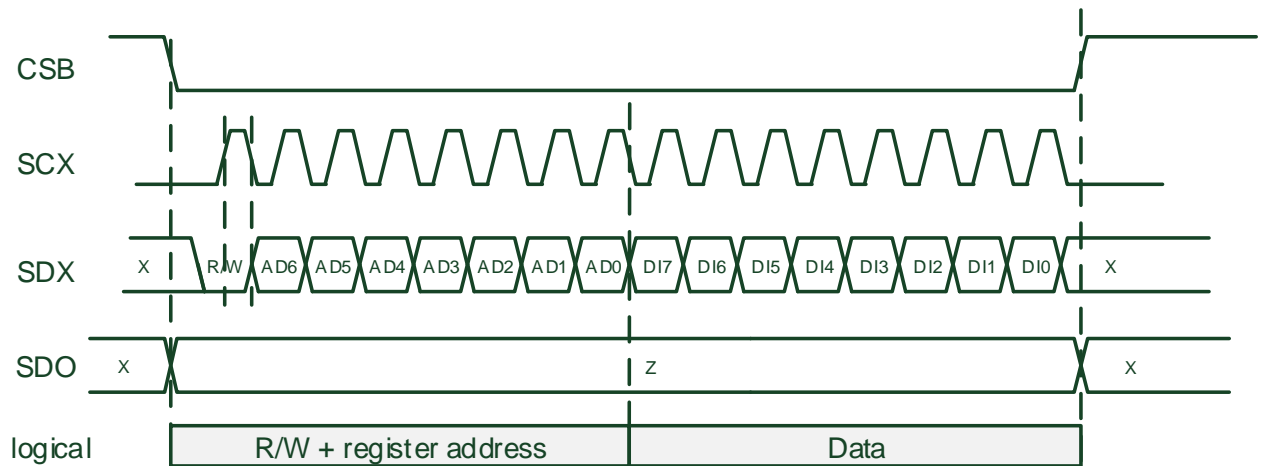 CSB
SCX
SDX X R/W AD6 AD5 AD4 AD3 AD2 AD1 AD0 DI7 DI6 DI5 DI4 DI3 DI2 DI1 DI0 X
SDO X Z X
logical R/W + register address Data